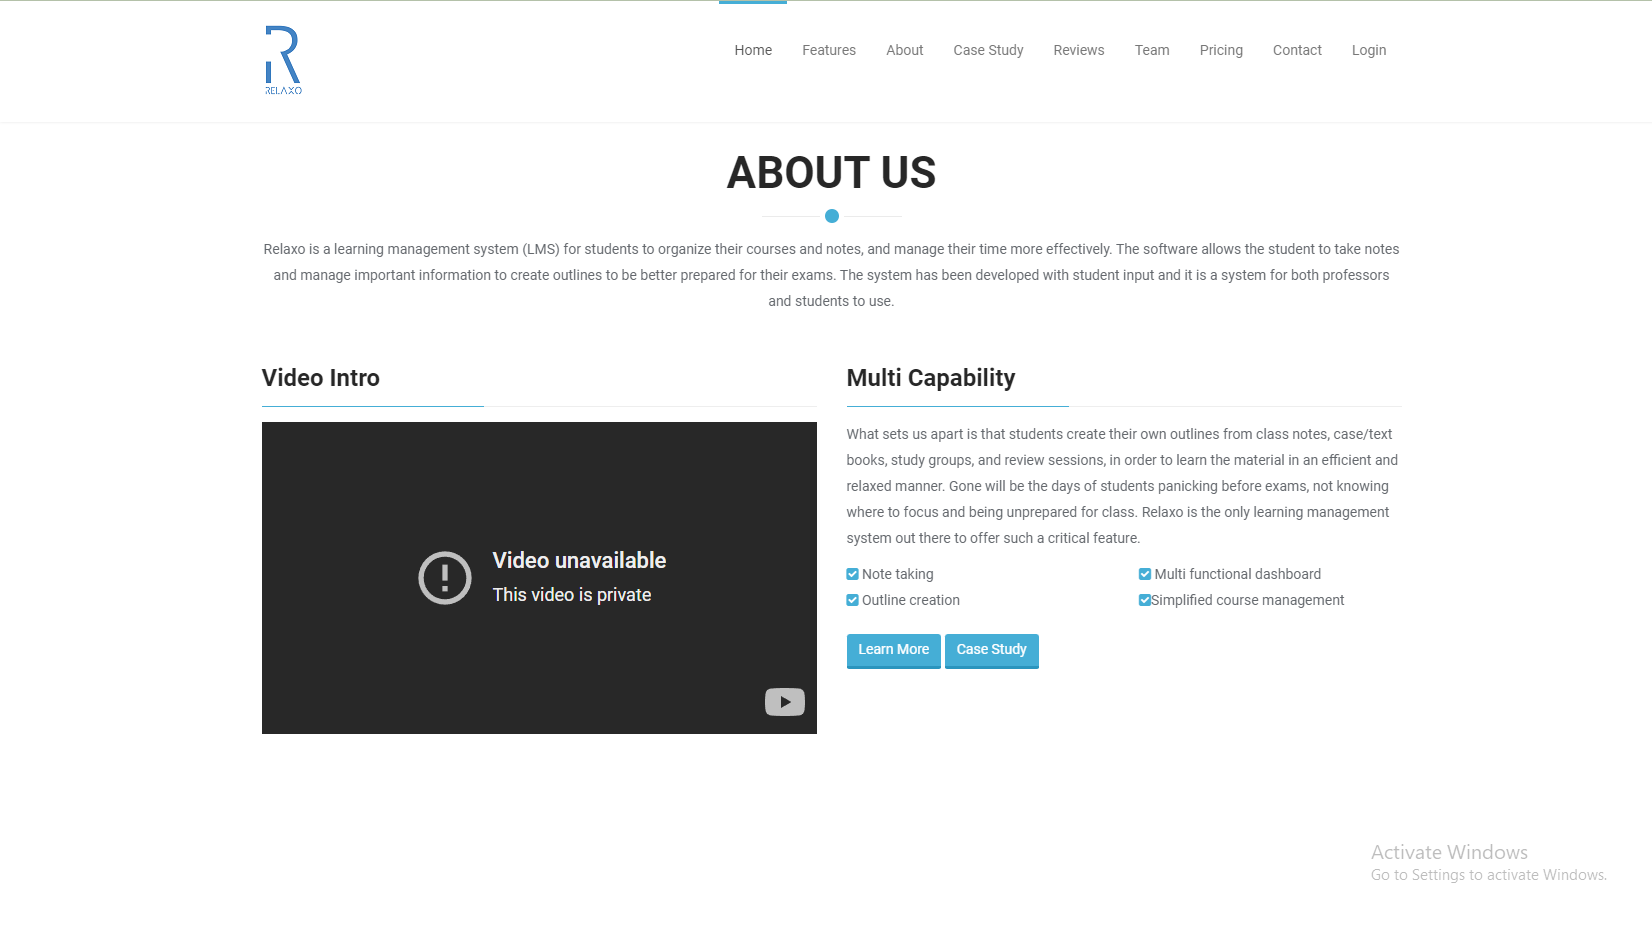 R
RELAXO
Home Features About Case Study Reviews Team Pricing Contact Login
ABOUT US
Relaxo is a learning management system (LMS) for students to organize their courses and notes, and manage their time more effectively. The software allows the student to take notes
and manage important information to create outlines to be better prepared for their exams. The system has been developed with student input and it is a system for both professors
and students to use.
Video Intro
Video unavailable
This video is private
Multi Capability
What sets us apart is that students create their own outlines from class notes, case/text
books, study groups, and review sessions, in order to learn the material in an efficient and
relaxed manner. Gone will be the days of students panicking before exams, not knowing
where to focus and being unprepared for class. Relaxo is the only learning management
system out there to offer such a critical feature.
Note taking
Outline creation
Multi functional dashboard
Simplified course management
Learn More Case Study
Activate Windows
Go to Settings to activate Windows.